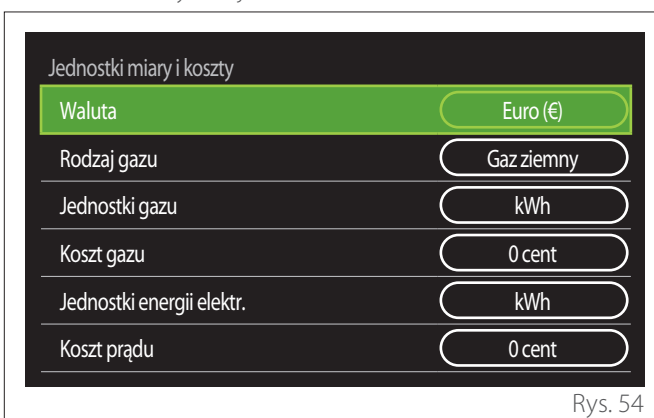 Jednostki miary i koszty
Waluta Euro (€)
Rodzaj gazu Gaz ziemny
Jednostki gazu kWh
Koszt gazu 0 cent
Jednostki energii elektr. kWh
Koszt prądu 0 cent
Rys. 54